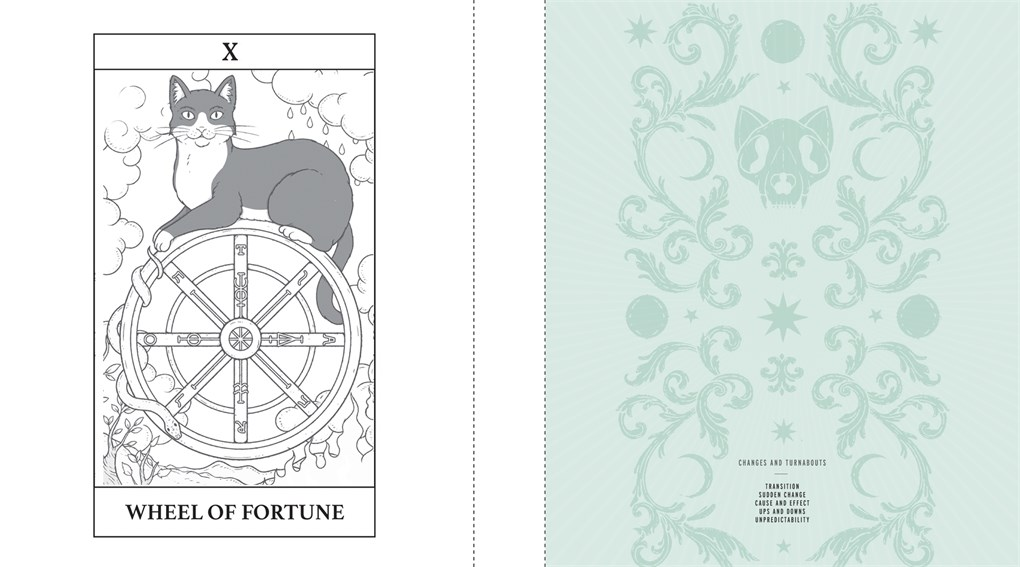 X
T
A
R
O
WHEEL OF FORTUNE
CHANGES AND TURNABOUTS
TRANSITION
SUDDEN CHANGE
CAUSE AND EFFECT
UPS AND DOWNS
UNPREDICTABILITY